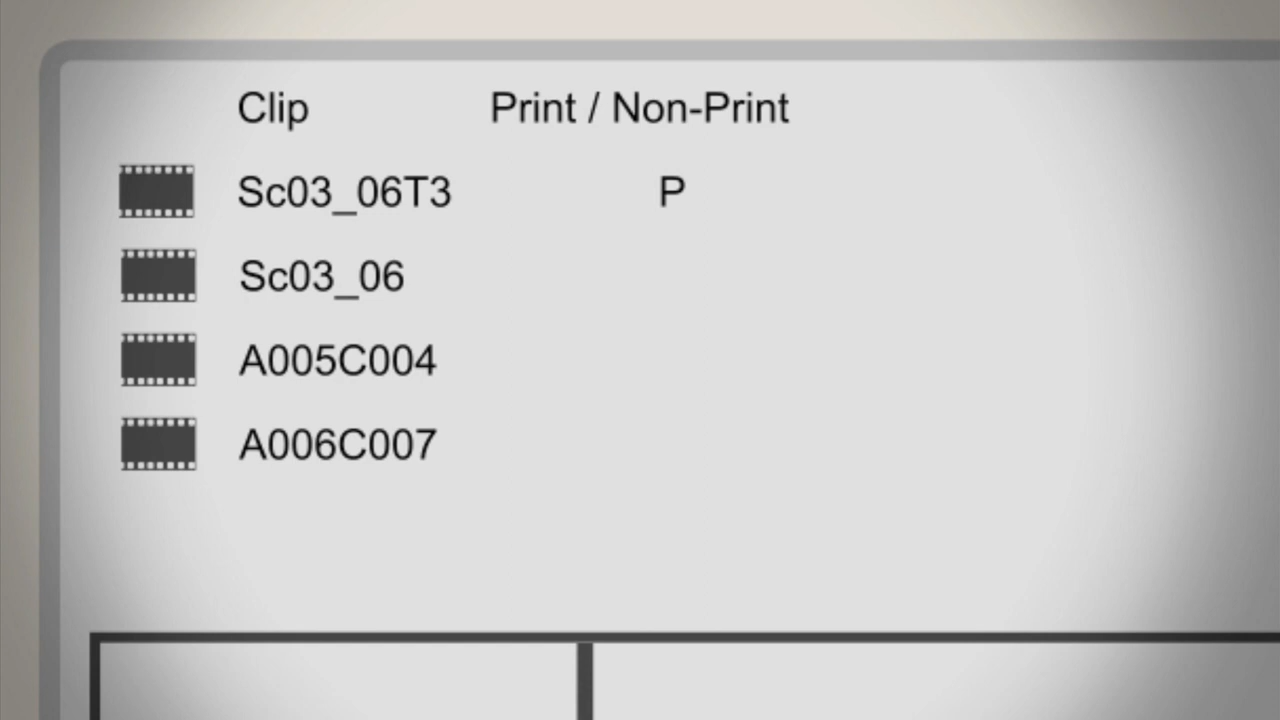 Clip Print / Non-Print
Sc03_06T3 P
Sc03_06
A005C004
A006C007